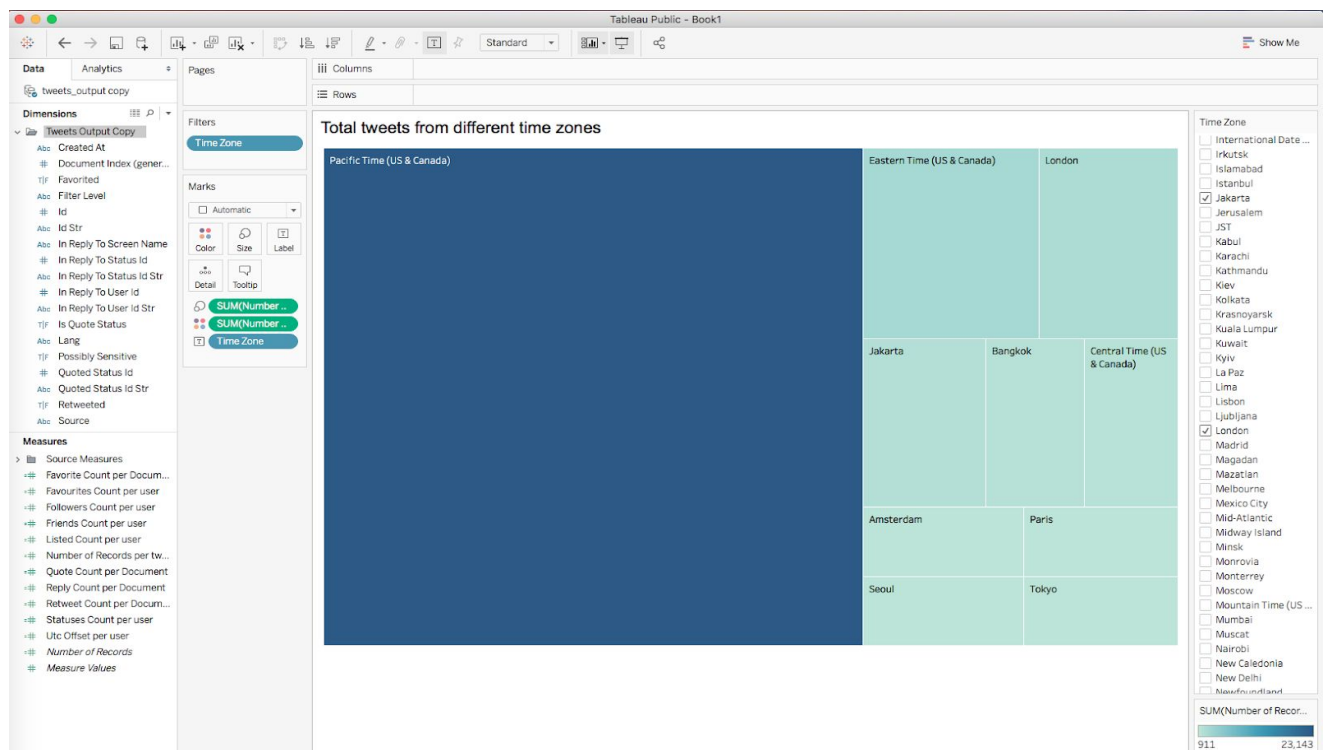 Tableau Public - Book1
Standard
Show Me
Data Analytics
tweets_output copy
Dimensions
Tweets Output Copy
Abc Created At
# Document Index (gener...
T|F Favorited
Abc Filter Level
# Id
Abc Id Str
Abc In Reply To Screen Name
# In Reply To Status Id
Abc In Reply To Status Id Str
# In Reply To User Id
Abc In Reply To User Id Str
T|F Is Quote Status
Abc Lang
T|F Possibly Sensitive
# Quoted Status Id
Abc Quoted Status Id Str
T|F Retweeted
Abc Source
Measures
Source Measures
=# Favorite Count per Docum...
=# Favourites Count per user
=# Followers Count per user
=# Friends Count per user
=# Listed Count per user
=# Number of Records per tw...
=# Quote Count per Document
=# Reply Count per Document
=# Retweet Count per Docum...
=# Statuses Count per user
=# Utc Offset per user
=# Number of Records
# Measure Values
Pages
Filters
Time Zone
Marks
Automatic
Color Size Label
Detail Tooltip
SUM(Number ..
SUM(Number ..
Time Zone
Columns
Rows
Total tweets from different time zones
Pacific Time (US & Canada)
Eastern Time (US & Canada)
London
Jakarta
Bangkok
Central Time (US
& Canada)
Amsterdam
Paris
Seoul
Tokyo
Time Zone
International Date ...
Irkutsk
Islamabad
Istanbul
Jakarta
Jerusalem
JST
Kabul
Karachi
Kathmandu
Kiev
Kolkata
Krasnoyarsk
Kuala Lumpur
Kuwait
Kyiv
La Paz
Lima
Lisbon
Ljubljana
London
Madrid
Magadan
Mazatlan
Melbourne
Mexico City
Mid-Atlantic
Midway Island
Minsk
Monrovia
Monterrey
Moscow
Mountain Time (US ...
Mumbai
Muscat
Nairobi
New Caledonia
New Delhi
Newfoundland
SUM(Number of Recor...
911 23,143